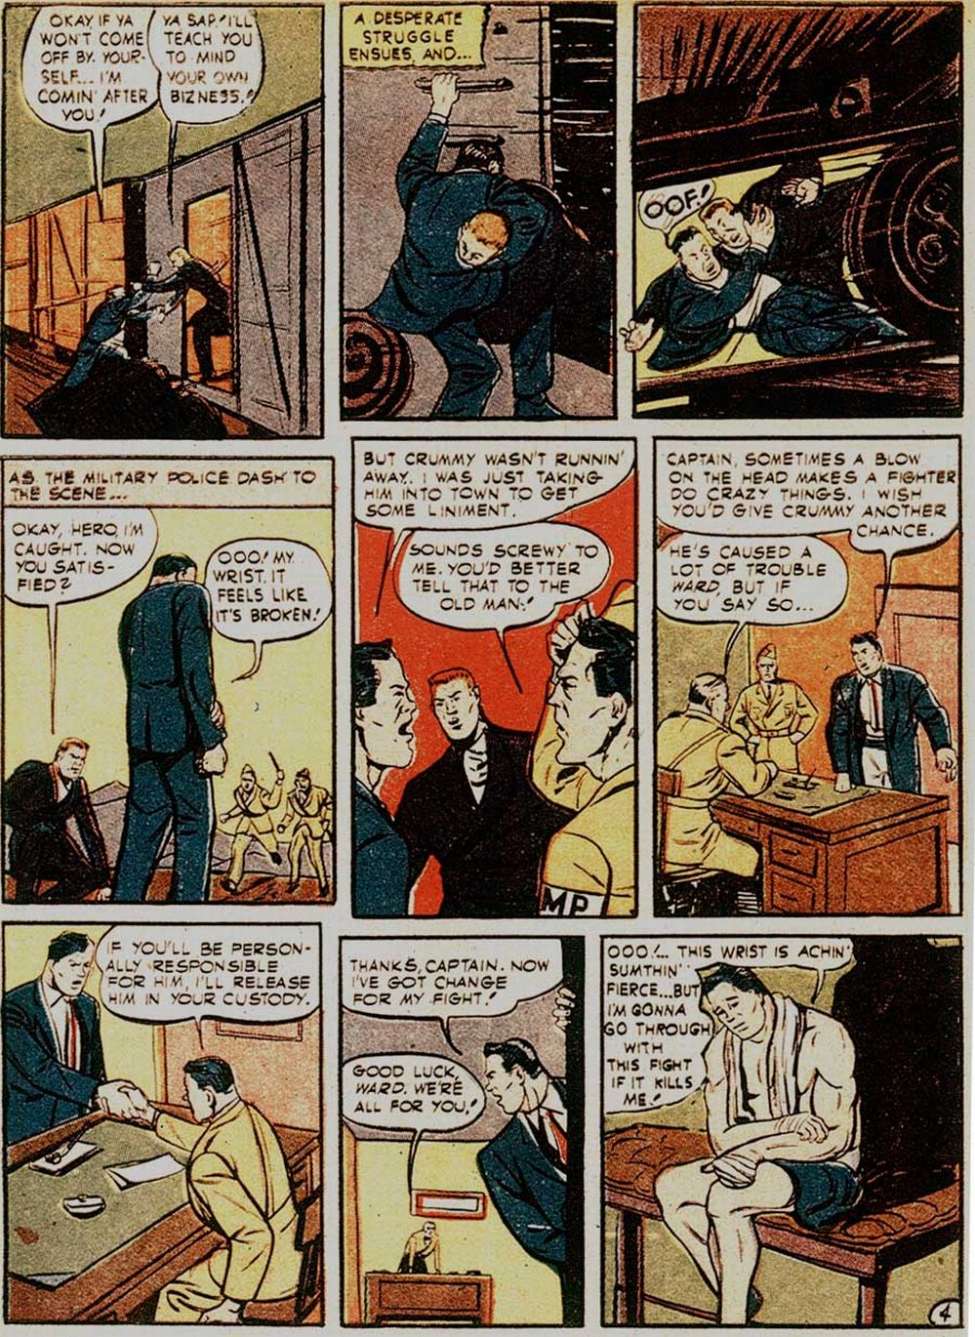 OKAY IF YA
WON'T COME
OFF BY YOUR-
SELF... I'M
COMIN' AFTER
YOU!
YA SAP! I'LL
TEACH YOU
TO MIND
YOUR OWN
BIZNESS!
A DESPERATE
STRUGGLE
ENSUES, AND...
OOF!
AS THE MILITARY POLICE DASH TO
THE SCENE...
OKAY, HERO, I'M
CAUGHT. NOW
YOU SATIS-
FIED?
OOO! MY
WRIST. IT
FEELS LIKE
IT'S BROKEN!
BUT CRUMMY WASN'T RUNNIN'
AWAY. I WAS JUST TAKING
HIM INTO TOWN TO GET
SOME LINIMENT.
SOUNDS SCREWY TO
ME. YOU'D BETTER
TELL THAT TO THE
OLD MAN!
MP
CAPTAIN, SOMETIMES A BLOW
ON THE HEAD MAKES A FIGHTER
DO CRAZY THINGS. I WISH
YOU'D GIVE CRUMMY ANOTHER
CHANCE.
HE'S CAUSED A
LOT OF TROUBLE
WARD, BUT IF
YOU SAY SO...
IF YOU'LL BE PERSON-
ALLY RESPONSIBLE
FOR HIM, I'LL RELEASE
HIM IN YOUR CUSTODY.
THANKS, CAPTAIN. NOW
I'VE GOT CHANGE
FOR MY FIGHT!
GOOD LUCK,
WARD. WE'RE
ALL FOR YOU!
OOO!... THIS WRIST IS ACHIN'
SUMTHIN'
FIERCE...BUT
I'M GONNA
GO THROUGH
WITH
THIS FIGHT
IF IT KILLS
ME!
4